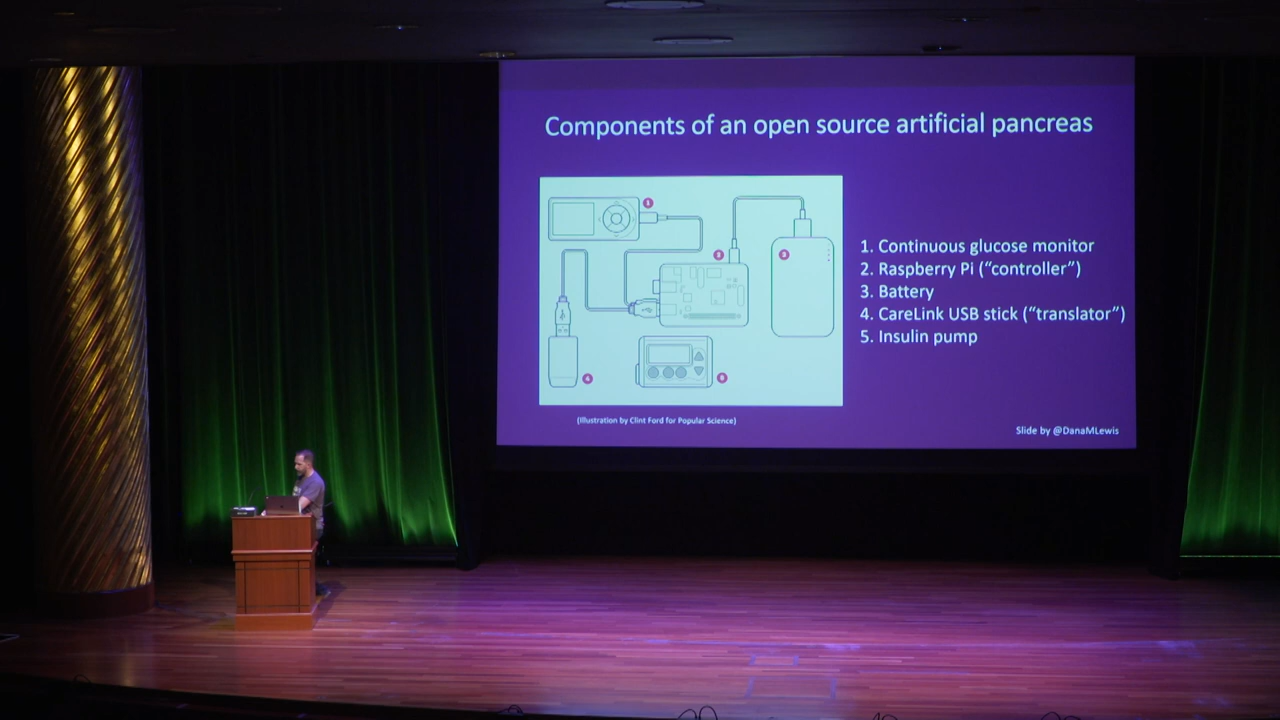 Components of an open source artificial pancreas
1. Continuous glucose monitor
2. Raspberry Pi (“controller”)
3. Battery
4. CareLink USB stick (“translator”)
5. Insulin pump
(Illustration by Clint Ford for Popular Science)
Slide by @DanaMLewis